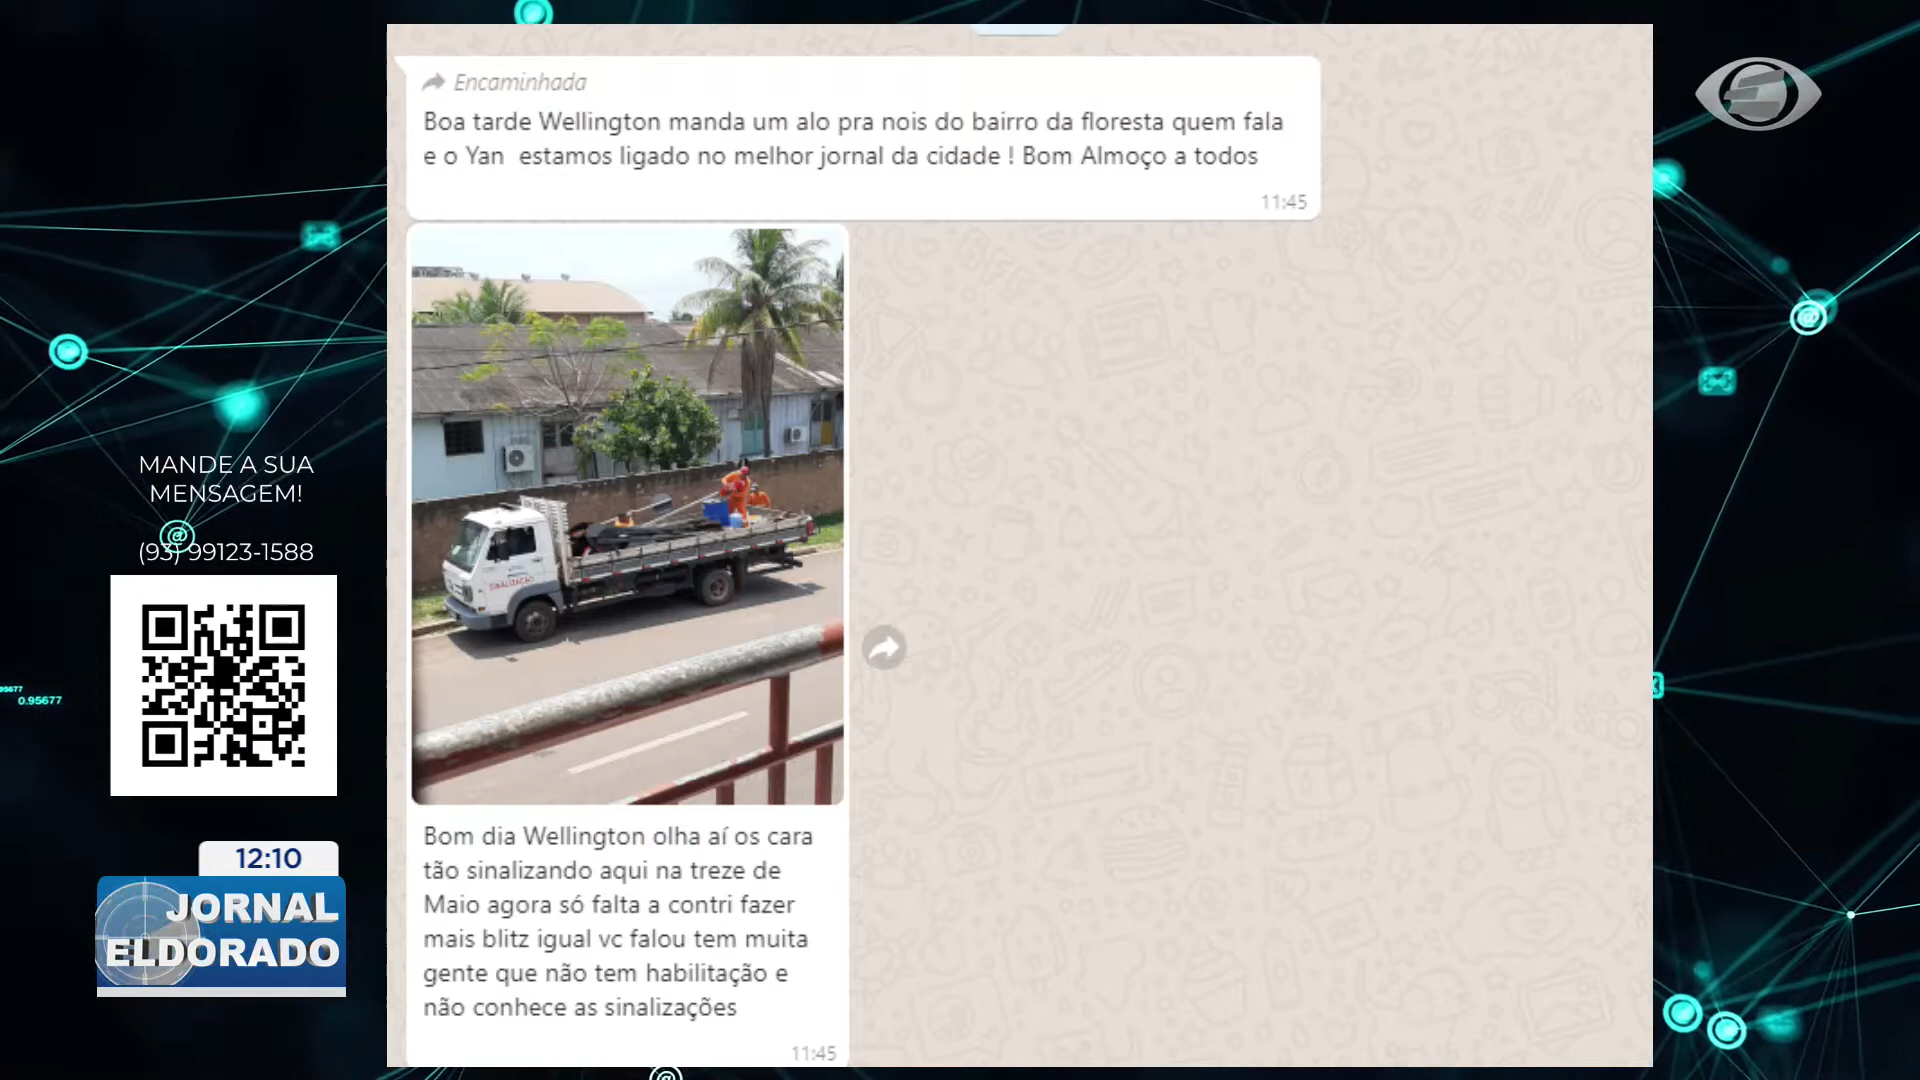 Encaminhada
Boa tarde Wellington manda um alo pra nois do bairro da floresta quem fala
e o Yan estamos ligado no melhor jornal da cidade ! Bom Almoço a todos
11:45
Bom dia Wellington olha aí os cara
tão sinalizando aqui na treze de
Maio agora só falta a contri fazer
mais blitz igual vc falou tem muita
gente que não tem habilitação e
não conhece as sinalizações
11:45
MANDE A SUA
MENSAGEM!
(93) 99123-1588
0.95677
12:10
JORNAL
ELDORADO